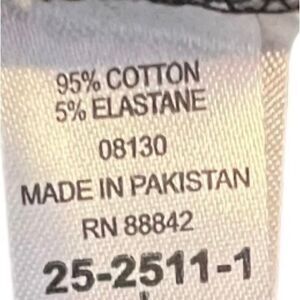 95% COTTON
5% ELASTANE
08130
MADE IN PAKISTAN
RN 88842
25-2511-1